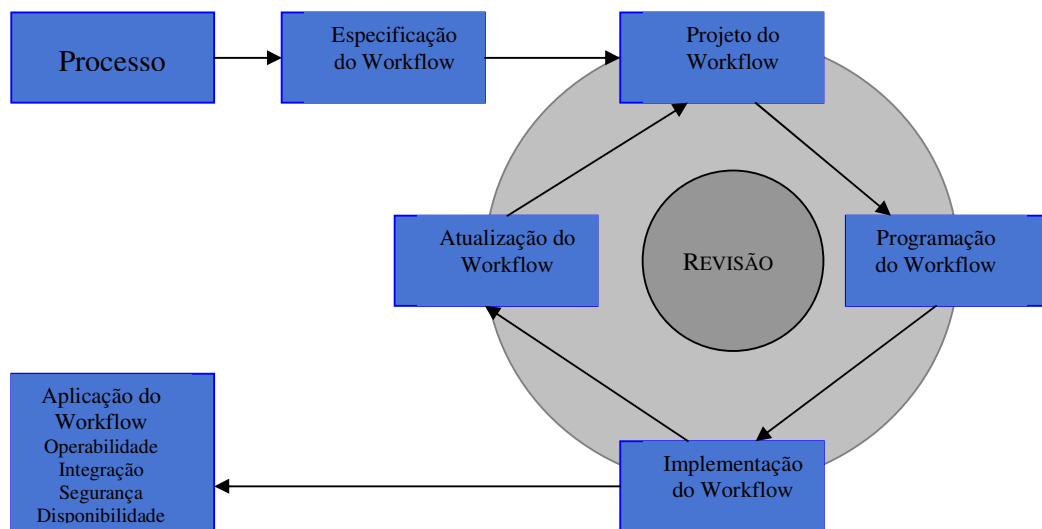 Processo
Especificação
do Workflow
Projeto do
Workflow
Atualização do
Workflow
REVISÃO
Programação
do Workflow
Aplicação do
Workflow
Operabilidade
Integração
Segurança
Disponibilidade
Implementação
do Workflow